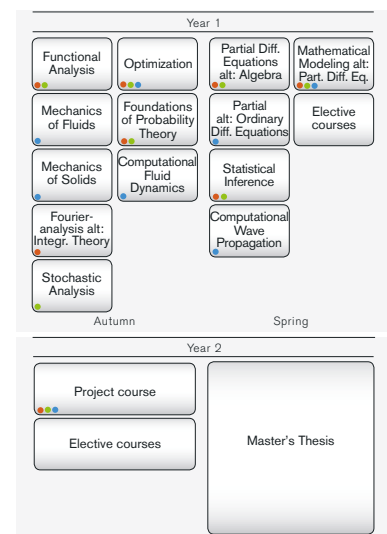 Year 1
Functional
Analysis
Optimization
Partial Diff.
Equations
alt: Algebra
Mathematical
Modeling alt:
Part. Diff. Eq.
Mechanics
of Fluids
Foundations
of Probability
Theory
Partial
alt: Ordinary
Diff. Equations
Elective
courses
Mechanics
of Solids
Computational
Fluid
Dynamics
Statistical
Inference
Fourier-
analysis alt:
Integr. Theory
Computational
Wave
Propagation
Stochastic
Analysis
Autumn
Spring
Year 2
Project course
Elective courses
Master's Thesis